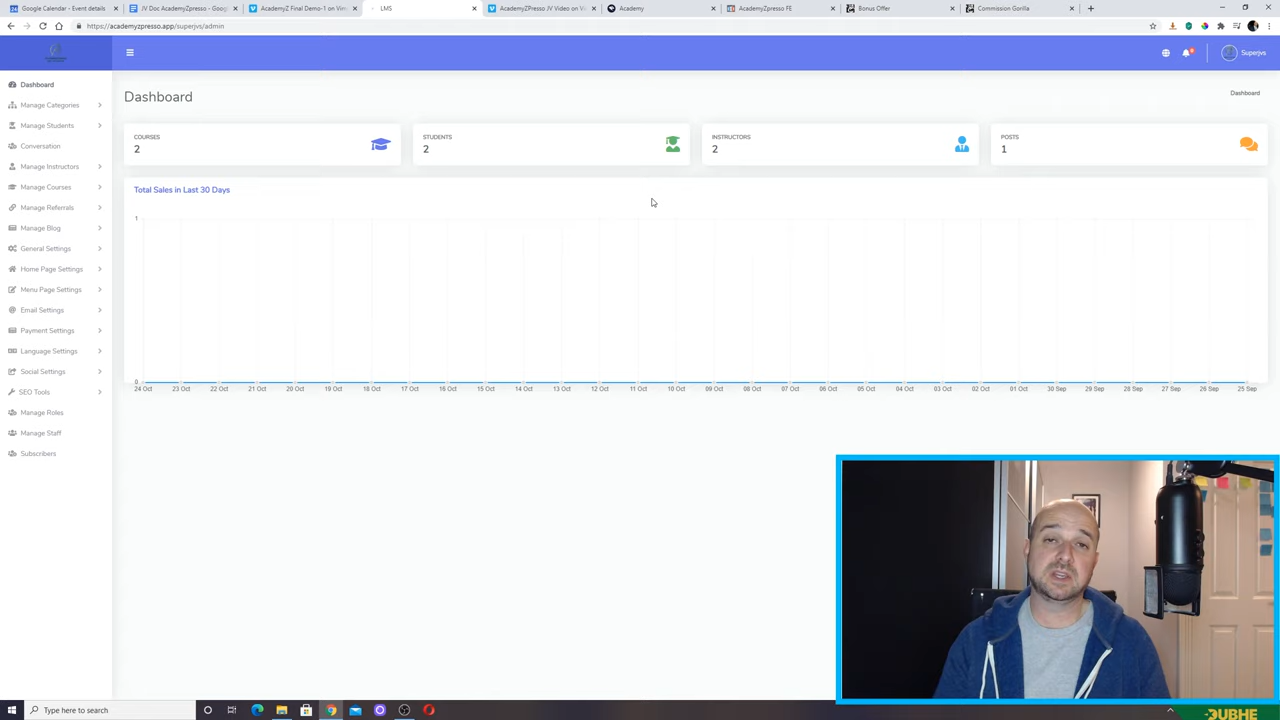 Google Calendar - Event details
JV Doc AcademyZpresso - Goog
AcademyZ Final Demo-1 on Vim
LMS
AcademyZPresso JV Video on Vi
Academy
AcademyZpresso FE
Bonus Offer
Commission Gorilla
https://academyzpresso.app/superjvs/admin
Superjvs
Dashboard
Manage Categories
Manage Students
Conversation
Manage Instructors
Manage Courses
Manage Referrals
Manage Blog
General Settings
Home Page Settings
Menu Page Settings
Email Settings
Payment Settings
Language Settings
Social Settings
SEO Tools
Manage Roles
Manage Staff
Subscribers
Dashboard
Dashboard
COURSES
2
STUDENTS
2
INSTRUCTORS
2
POSTS
1
Total Sales in Last 30 Days
1
0
24 Oct 23 Oct 22 Oct 21 Oct 20 Oct 19 Oct 18 Oct 17 Oct 16 Oct 15 Oct 14 Oct 13 Oct 12 Oct 11 Oct 10 Oct 09 Oct 08 Oct 07 Oct 06 Oct 05 Oct 04 Oct 03 Oct 02 Oct 01 Oct 30 Sep 29 Sep 28 Sep 27 Sep 26 Sep 25 Sep
Type here to search